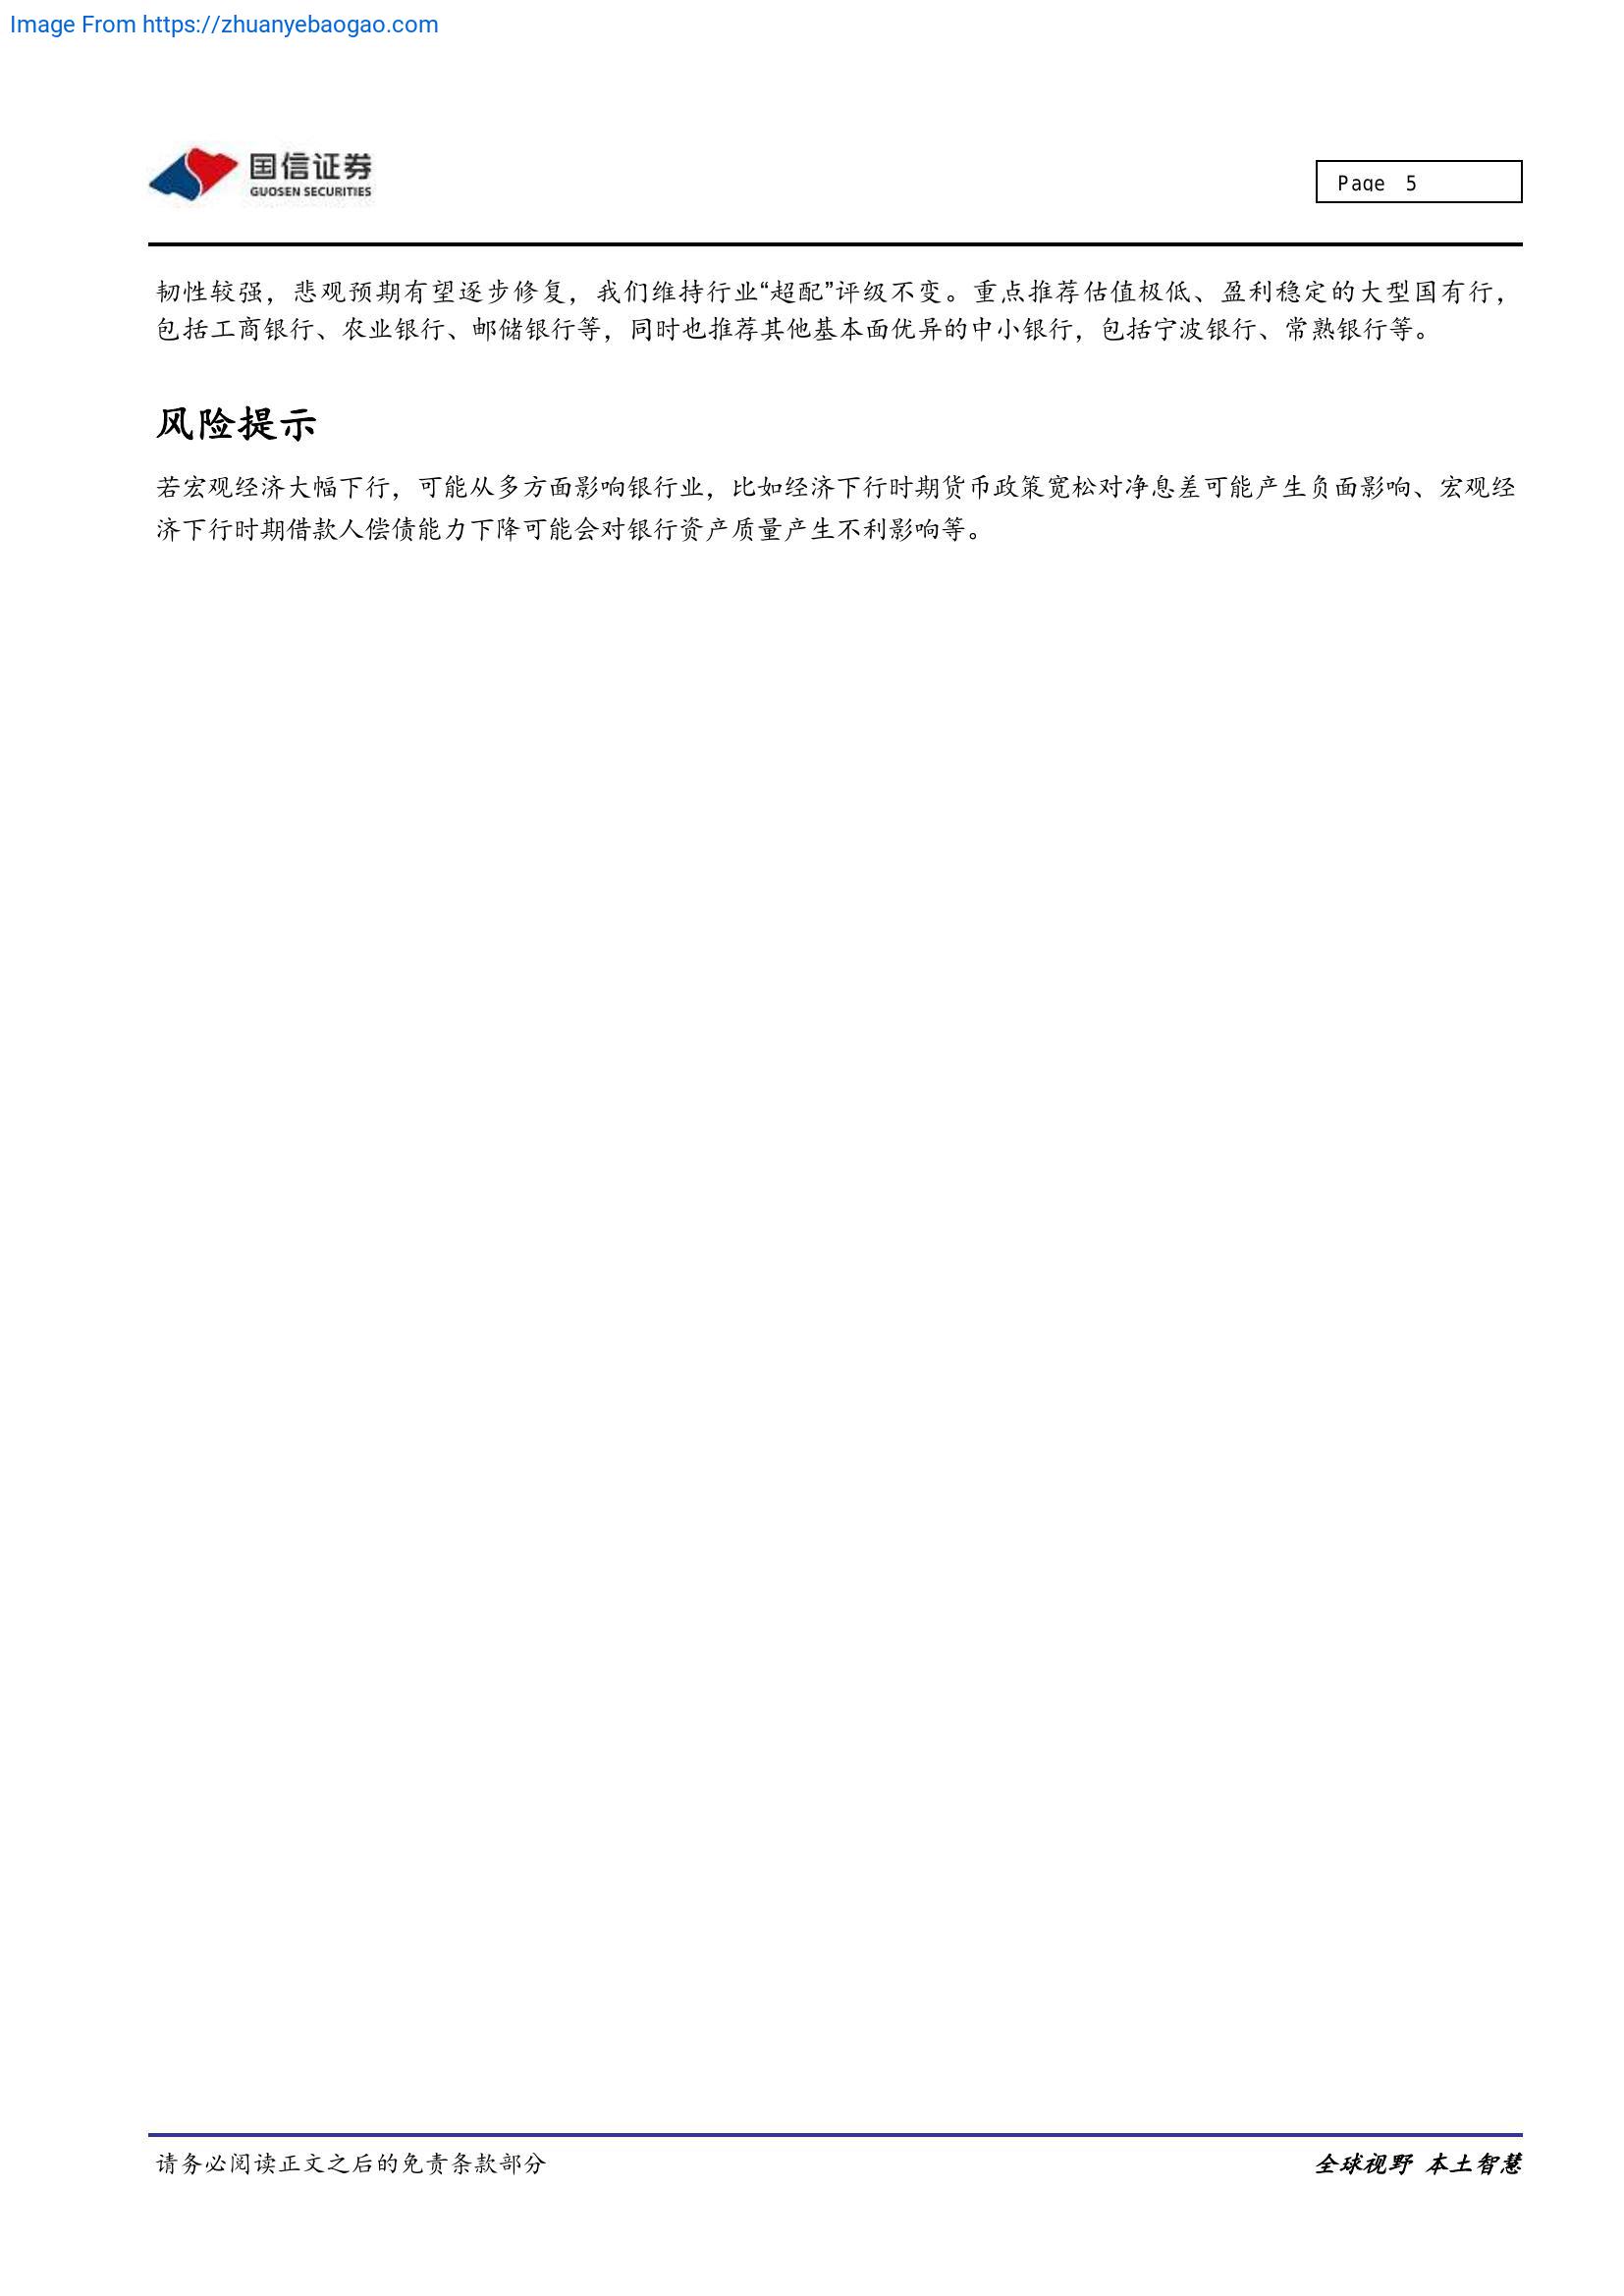 Image From https://zhuanyebaogao.com
国信证券
GUOSEN SECURITIES
Page 5
韧性较强，悲观预期有望逐步修复，我们维持行业“超配”评级不变。重点推荐估值极低、盈利稳定的大型国有行，
包括工商银行、农业银行、邮储银行等，同时也推荐其他基本面优异的中小银行，包括宁波银行、常熟银行等。
风险提示
若宏观经济大幅下行，可能从多方面影响银行业，比如经济下行时期货币政策宽松对净息差可能产生负面影响、宏观经
济下行时期借款人偿债能力下降可能会对银行资产质量产生不利影响等。
请务必阅读正文之后的免责条款部分
全球视野 本土智慧